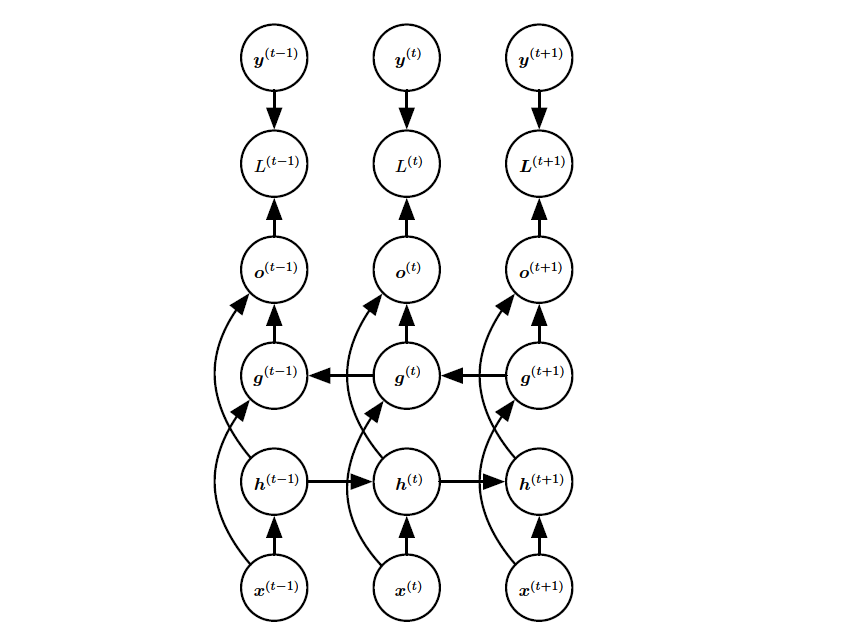 y^(t−1) y^(t) y^(t+1)
L^(t−1) L^(t) L^(t+1)
o^(t−1) o^(t) o^(t+1)
g^(t−1) g^(t) g^(t+1)
h^(t−1) h^(t) h^(t+1)
x^(t−1) x^(t) x^(t+1)